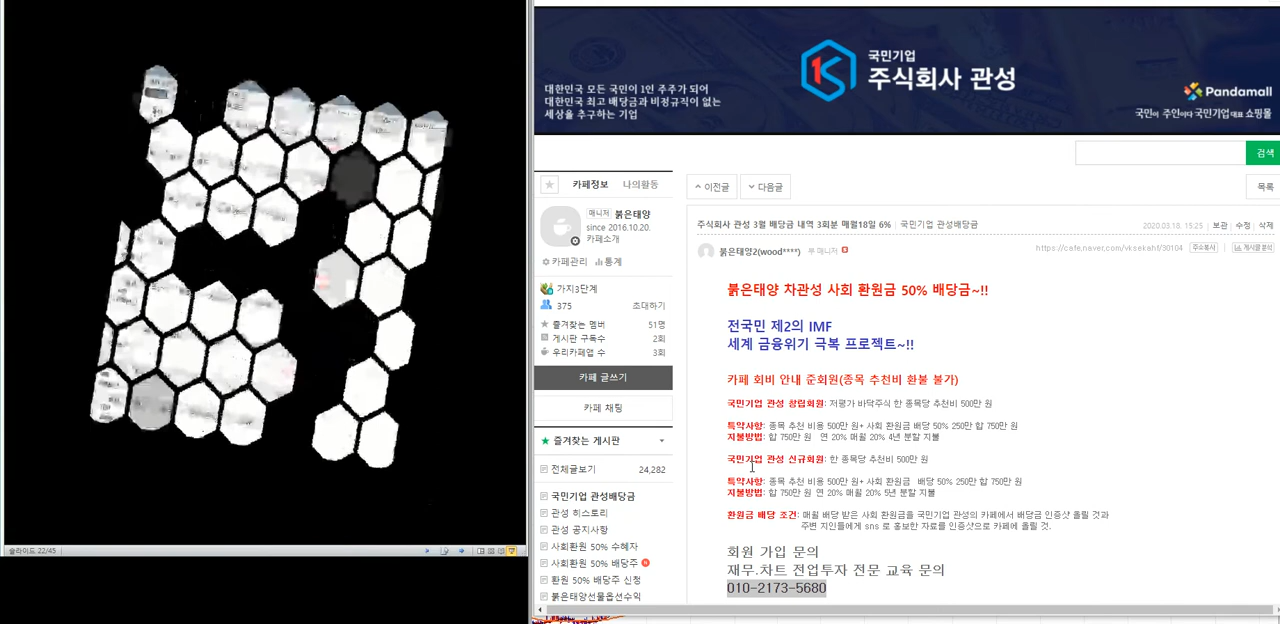 국민기업
주식회사 관성
대한민국 모든 국민이 1인 주주가 되어
대한민국 최고 배당금과 비정규직이 없는
세상을 추구하는 기업
Pandamall
국민이 주인이다 국민기업 대표 쇼핑몰
검색
카페정보 나의활동
이전글 다음글 목록
매니저 붉은태양
since 2016.10.20.
카페소개
카페관리 통계
가지3단계
375 초대하기
즐겨찾는 멤버 51명
게시판 구독수 2회
우리카페앱 수 3회
카페 글쓰기
카페 채팅
즐겨찾는 게시판
전체글보기 24,282
국민기업 관성배당금
관성 히스토리
관성 공지사항
사회환원 50% 수혜자
사회환원 50% 배당주
환원 50% 배당주 신청
붉은태양선물옵션수익
주식회사 관성 3월 배당금 내역 3회분 매월18일 6% | 국민기업 관성배당금
2020.03.18. 15:25 보관 수정 삭제
붉은태양2(wood****) 부매니저
https://cafe.naver.com/vksekahf/30104 주소복사 게시글 분석
붉은태양 차관성 사회 환원금 50% 배당금~!!
전국민 제2의 IMF
세계 금융위기 극복 프로젝트~!!
카페 회비 안내 준회원(종목 추천비 환불 불가)
국민기업 관성 창립회원: 저평가 바닥주식 한 종목당 추천비 500만 원
특약사항: 종목 추천 비용 500만 원+ 사회 환원금 배당 50% 250만 합 750만 원
지불방법: 합 750만 원 연 20% 매월 20% 4년 분할 지불
국민기업 관성 신규회원: 한 종목당 추천비 500만 원
특약사항: 종목 추천 비용 500만 원+ 사회 환원금 배당 50% 250만 합 750만 원
지불방법: 합 750만 원 연 20% 매월 20% 5년 분할 지불
환원금 배당 조건: 매월 배당 받은 사회 환원금을 국민기업 관성의 카페에서 배당금 인증샷 올릴 것과
주변 지인들에게 sns 로 홍보한 자료를 인증샷으로 카페에 올릴 것.
회원 가입 문의
재무.차트 전업투자 전문 교육 문의
010-2173-5680
슬라이드 22/45